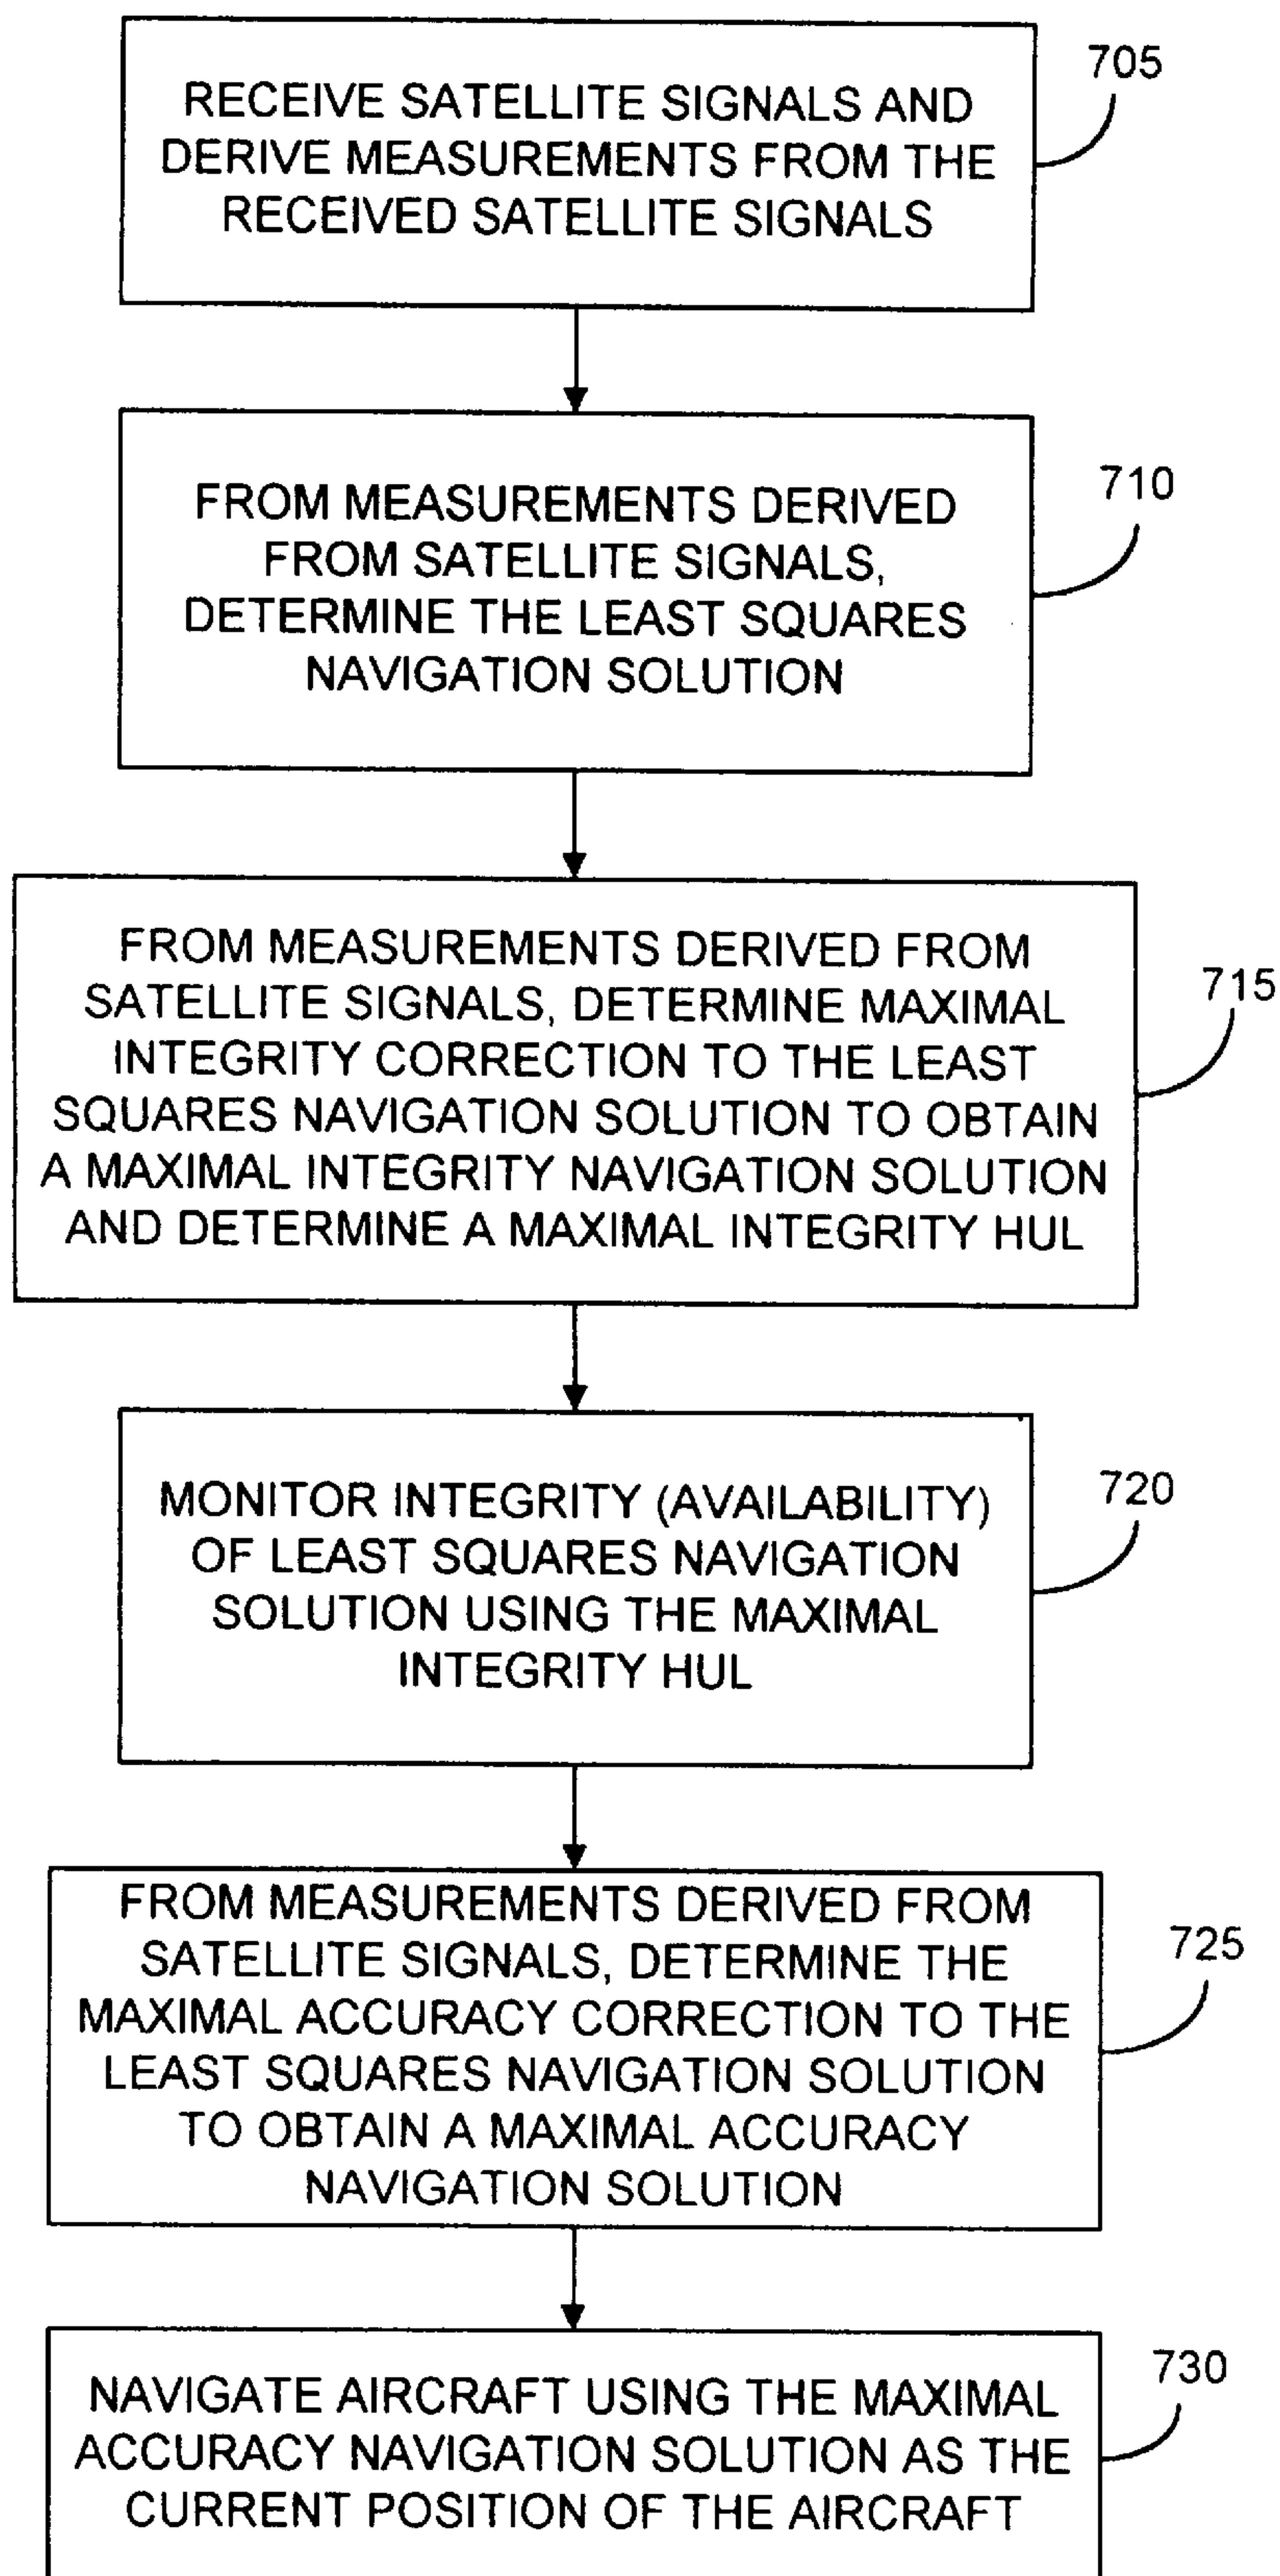 705
RECEIVE SATELLITE SIGNALS AND
DERIVE MEASUREMENTS FROM THE
RECEIVED SATELLITE SIGNALS
710
FROM MEASUREMENTS DERIVED
FROM SATELLITE SIGNALS,
DETERMINE THE LEAST SQUARES
NAVIGATION SOLUTION
715
FROM MEASUREMENTS DERIVED FROM
SATELLITE SIGNALS, DETERMINE MAXIMAL
INTEGRITY CORRECTION TO THE LEAST
SQUARES NAVIGATION SOLUTION TO OBTAIN
A MAXIMAL INTEGRITY NAVIGATION SOLUTION
AND DETERMINE A MAXIMAL INTEGRITY HUL
720
MONITOR INTEGRITY (AVAILABILITY)
OF LEAST SQUARES NAVIGATION
SOLUTION USING THE MAXIMAL
INTEGRITY HUL
725
FROM MEASUREMENTS DERIVED FROM
SATELLITE SIGNALS, DETERMINE THE
MAXIMAL ACCURACY CORRECTION TO THE
LEAST SQUARES NAVIGATION SOLUTION
TO OBTAIN A MAXIMAL ACCURACY
NAVIGATION SOLUTION
730
NAVIGATE AIRCRAFT USING THE MAXIMAL
ACCURACY NAVIGATION SOLUTION AS THE
CURRENT POSITION OF THE AIRCRAFT